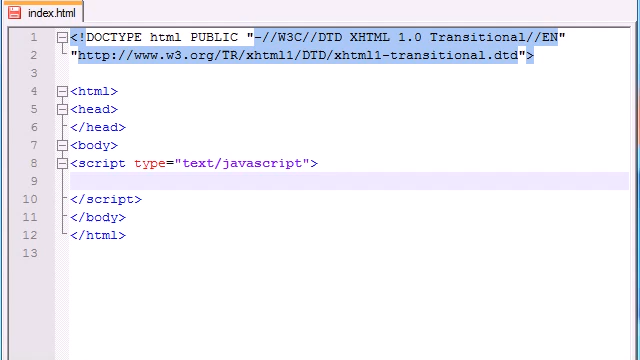 index.html
1 <!DOCTYPE html PUBLIC "-//W3C//DTD XHTML 1.0 Transitional//EN"
2 "http://www.w3.org/TR/xhtml1/DTD/xhtml1-transitional.dtd">
3
4 <html>
5 <head>
6 </head>
7 <body>
8 <script type="text/javascript">
9
10 </script>
11 </body>
12 </html>
13